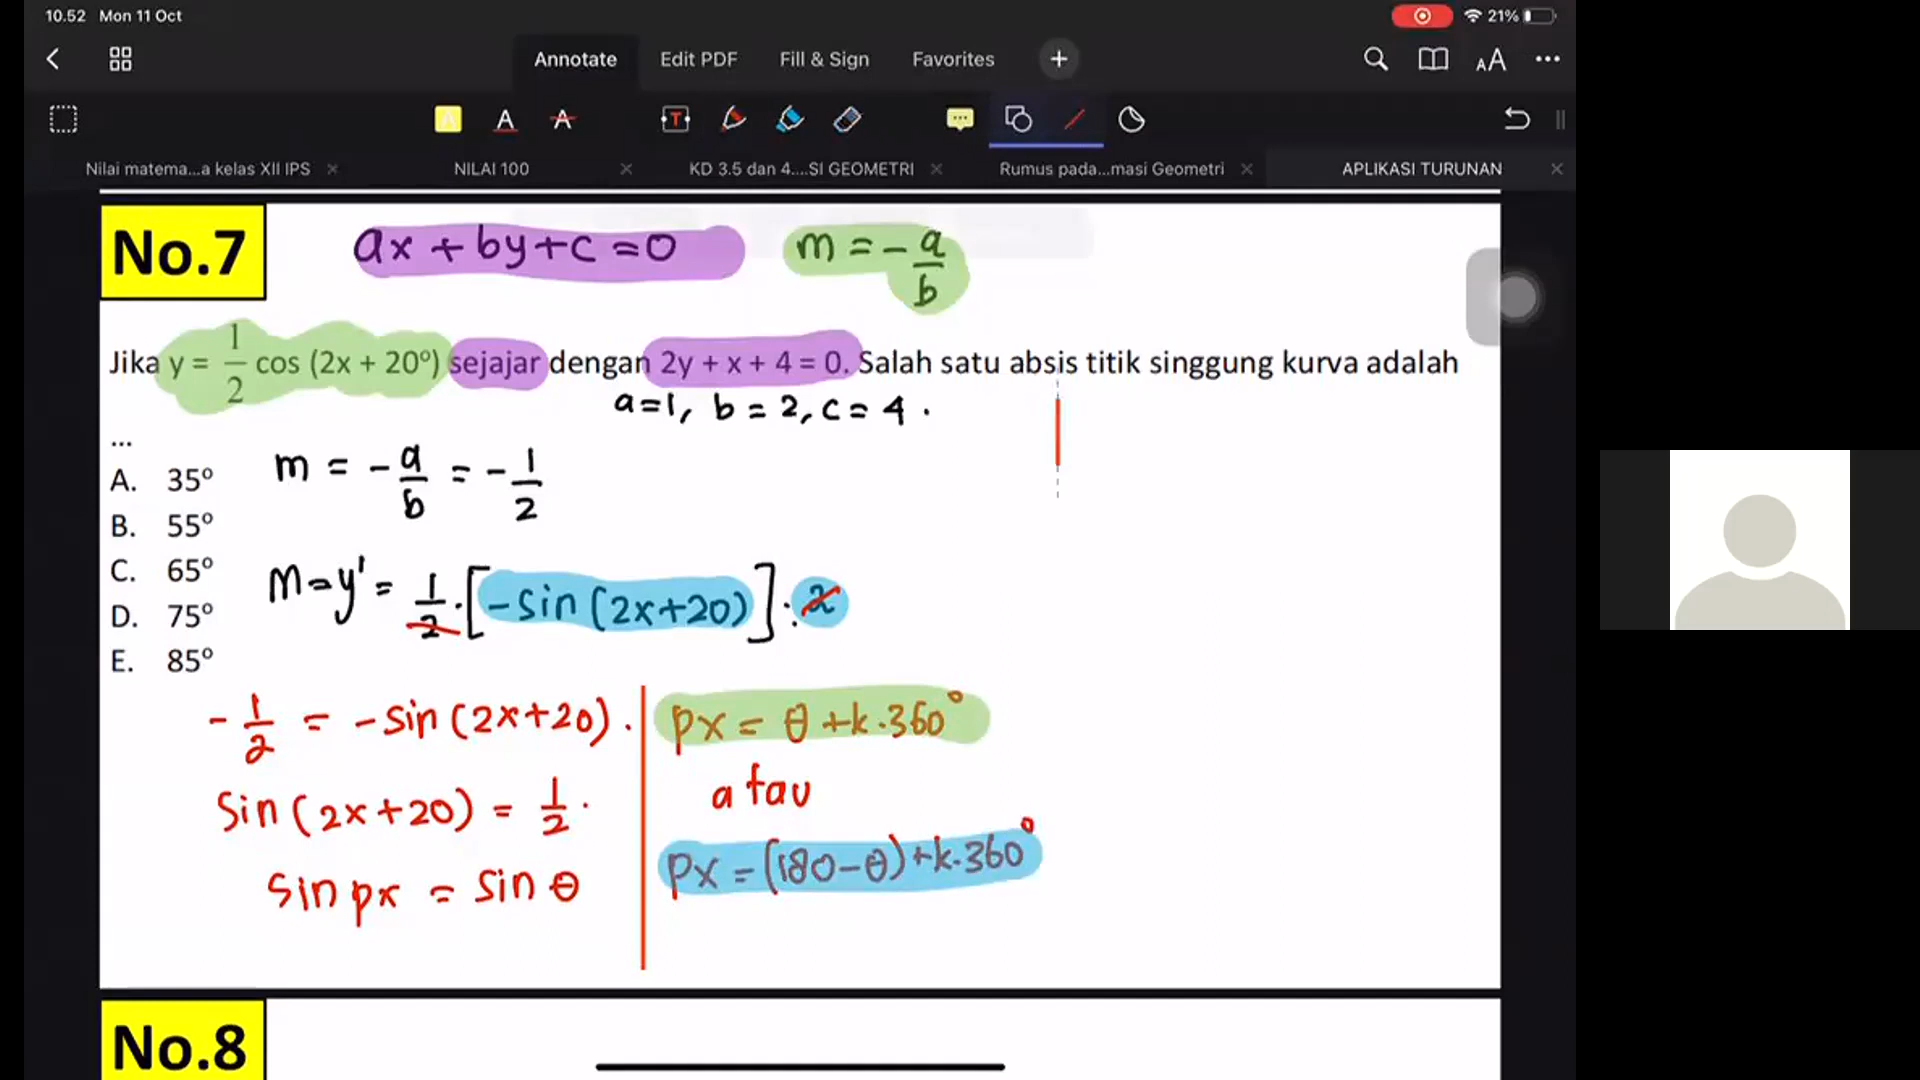 10.52 Mon 11 Oct
21%
Annotate Edit PDF Fill & Sign Favorites +
AA
A A A T
Nilai matema...a kelas XII IPS × NILAI 100 × KD 3.5 dan 4....SI GEOMETRI × Rumus pada...masi Geometri × APLIKASI TURUNAN ×
No.7
ax + by + c = 0
m = - a/b
Jika y = 1/2 cos (2x + 20°) sejajar dengan 2y + x + 4 = 0. Salah satu absis titik singgung kurva adalah
a = 1, b = 2, c = 4 .
...
A. 35°
B. 55°
C. 65°
D. 75°
E. 85°
m = - a/b = - 1/2
m = y' = 1/2 . [-sin (2x+20)] . 2
- 1/2 = - sin (2x+20) .
sin (2x+20) = 1/2 .
sin px = sin θ
px = θ + k.360°
atau
px = (180 - θ) + k.360°
No.8